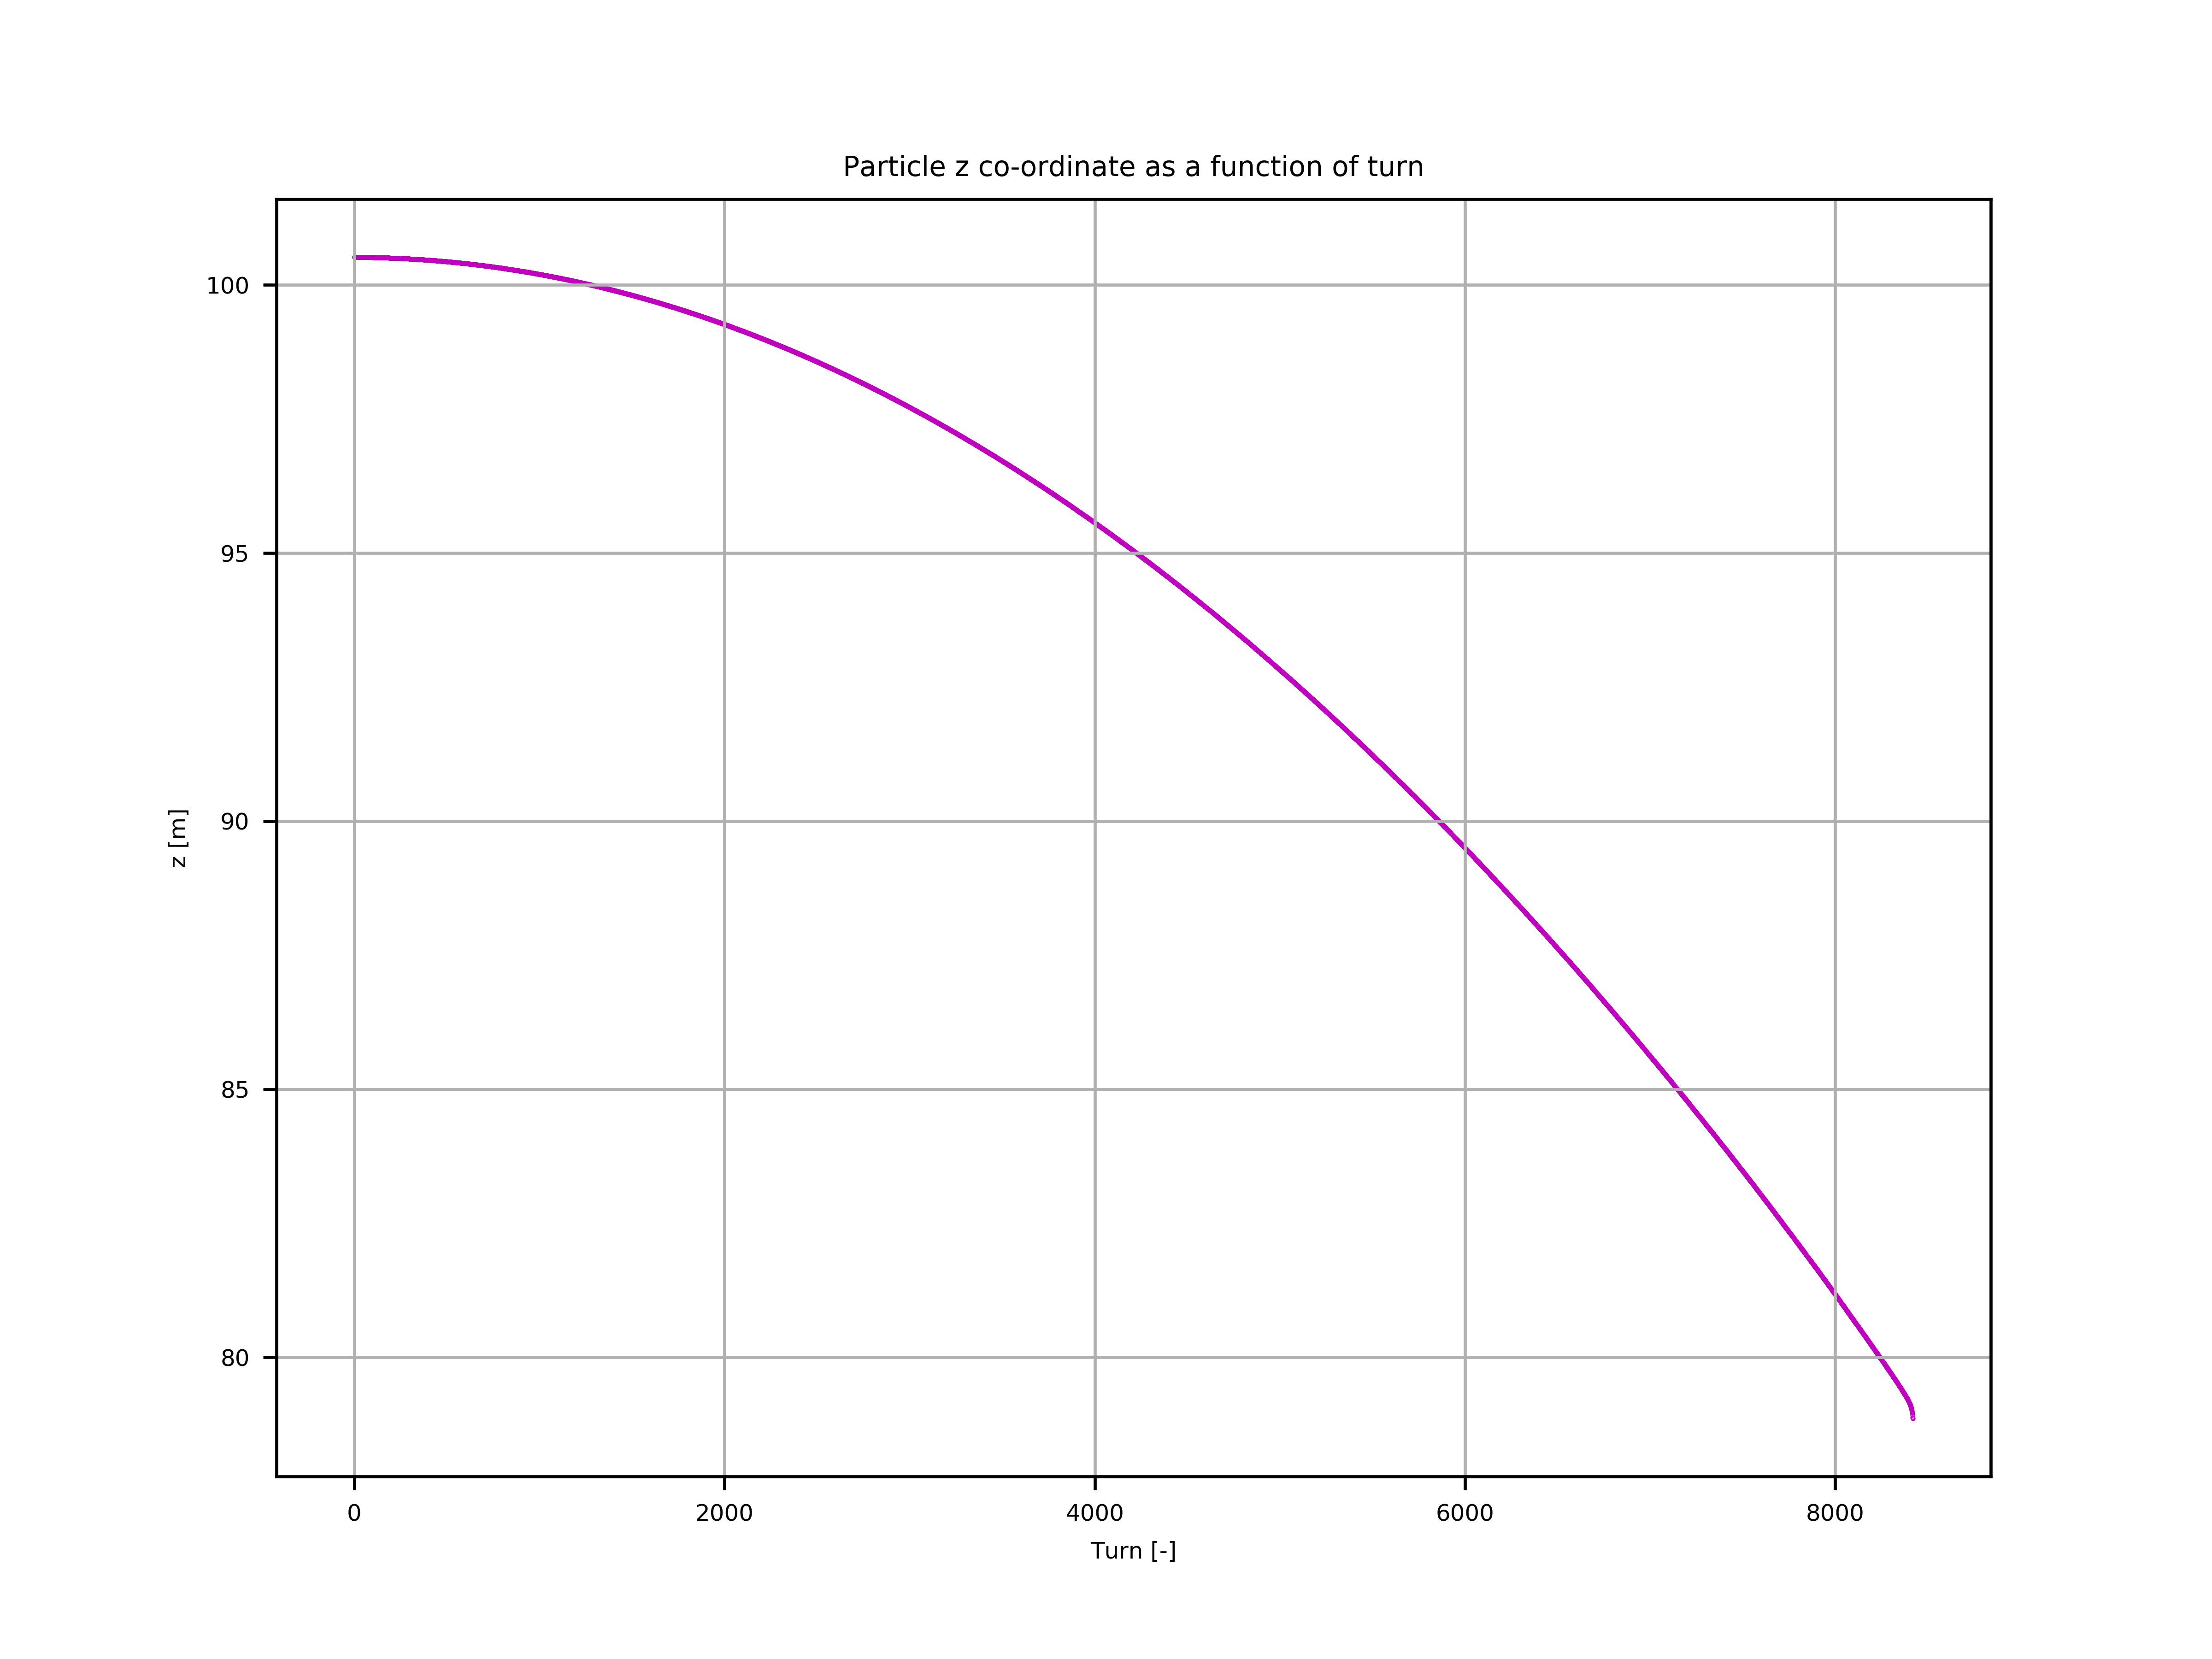 Particle z co-ordinate as a function of turn
z [m]
100
95
90
85
80
0 2000 4000 6000 8000
Turn [-]